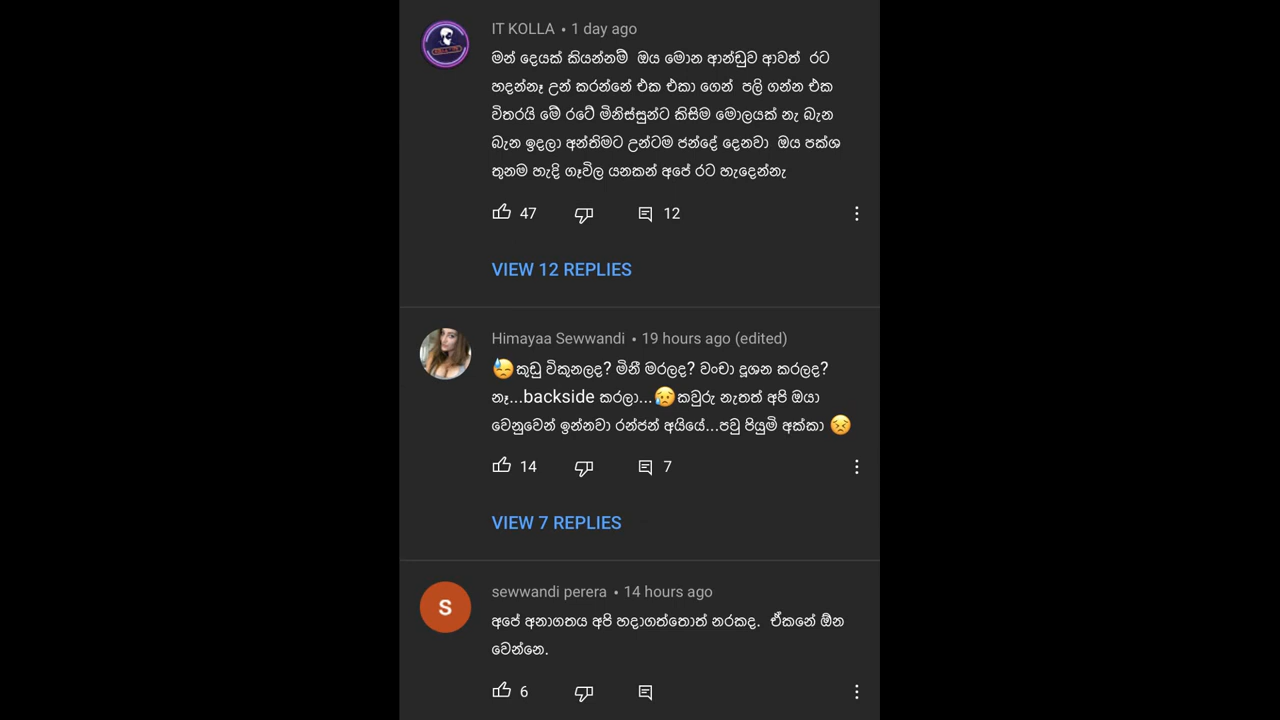 IT KOLLA • 1 day ago
මන් දෙයක් කියන්නම් ඔය මොන ආන්ඩුව ආවත් රට
හදන්නෑ උන් කරන්නේ එක එකා ගෙන් පලි ගන්න එක
විතරයි මේ රටේ මිනිස්සුන්ට කිසිම මොලයක් නෑ බැන
බැන ඉදලා අන්තිමට උන්ටම ජන්දේ දෙනවා ඔය පක්ශ
තුනම හැදි ගෑවිල යනකන් අපේ රට හැදෙන්නැ
47 12
VIEW 12 REPLIES
Himayaa Sewwandi • 19 hours ago (edited)
😓කුඩු විකුනලද? මිනී මරලද? වංචා දූශන කරලද?
නෑ...backside කරලා...😥කවුරු නැතත් අපි ඔයා
වෙනුවෙන් ඉන්නවා රන්ජන් අයියේ...පවු පියුමි අක්කා 😣
14 7
VIEW 7 REPLIES
S
sewwandi perera • 14 hours ago
අපේ අනාගතය අපි හදාගත්තොත් නරකද. ඒකනේ ඕන
වෙන්නෙ.
6